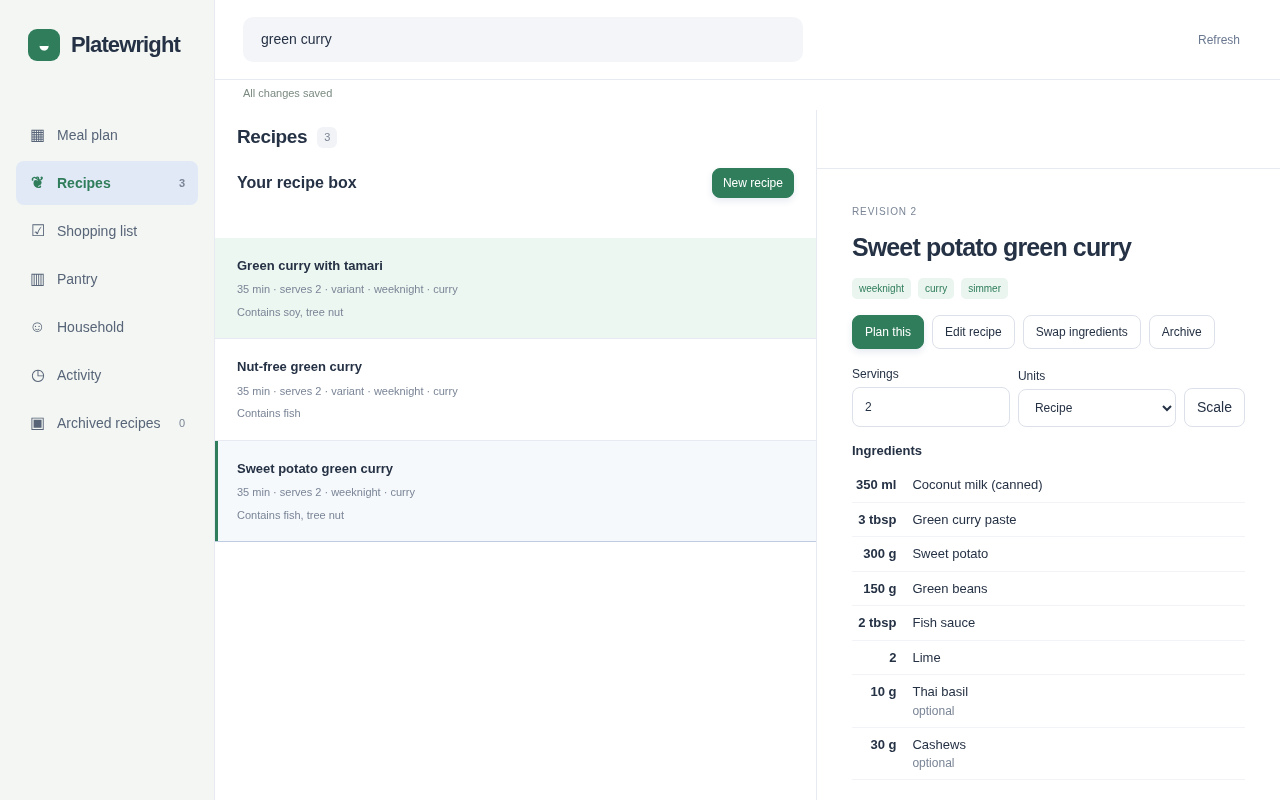 Platewright
Meal plan
Recipes 3
Shopping list
Pantry
Household
Activity
Archived recipes 0
green curry
Refresh
All changes saved
Recipes 3
Your recipe box
New recipe
Green curry with tamari
35 min · serves 2 · variant · weeknight · curry
Contains soy, tree nut
Nut-free green curry
35 min · serves 2 · variant · weeknight · curry
Contains fish
Sweet potato green curry
35 min · serves 2 · weeknight · curry
Contains fish, tree nut
REVISION 2
Sweet potato green curry
weeknight curry simmer
Plan this Edit recipe Swap ingredients Archive
Servings Units
2 Recipe Scale
Ingredients
350 ml Coconut milk (canned)
3 tbsp Green curry paste
300 g Sweet potato
150 g Green beans
2 tbsp Fish sauce
2 Lime
10 g Thai basil
optional
30 g Cashews
optional